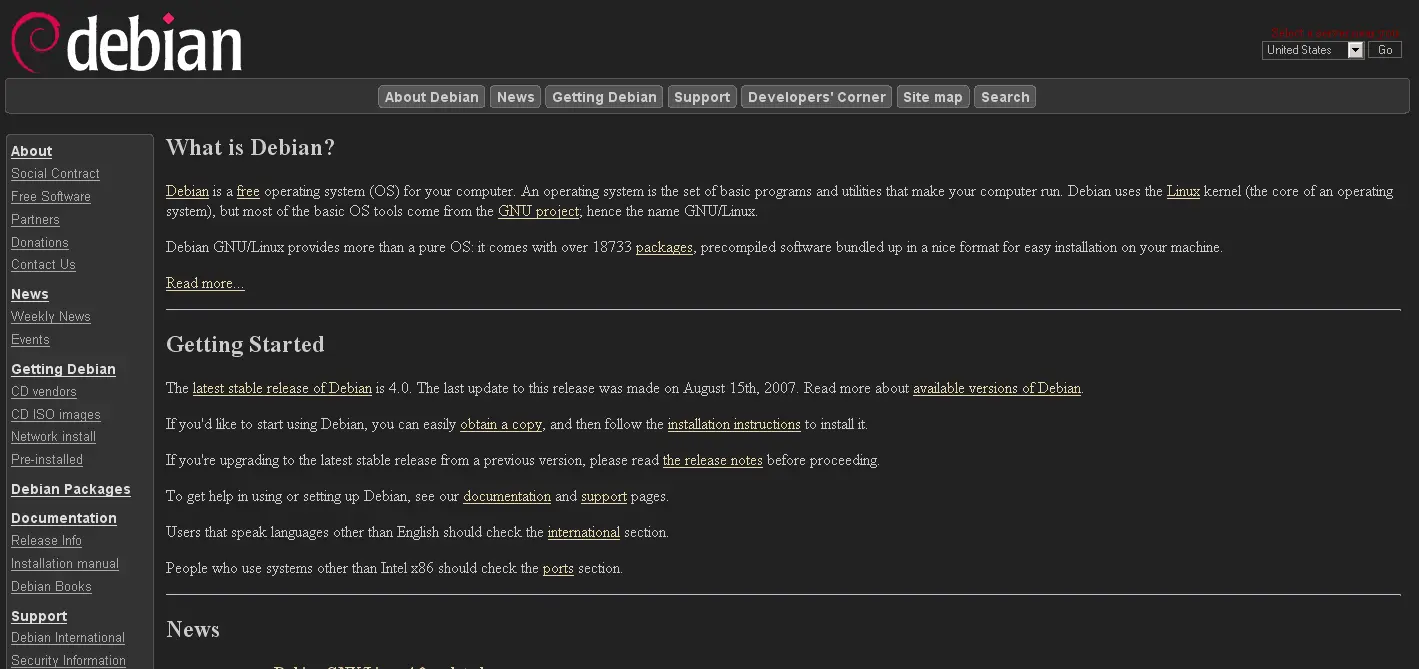 debian
United States
Go
About Debian News Getting Debian Support Developers' Corner Site map Search
About
Social Contract
Free Software
Partners
Donations
Contact Us
News
Weekly News
Events
Getting Debian
CD vendors
CD ISO images
Network install
Pre-installed
Debian Packages
Documentation
Release Info
Installation manual
Debian Books
Support
Debian International
Security Information
What is Debian?
Debian is a free operating system (OS) for your computer. An operating system is the set of basic programs and utilities that make your computer run. Debian uses the Linux kernel (the core of an operating
system), but most of the basic OS tools come from the GNU project; hence the name GNU/Linux.
Debian GNU/Linux provides more than a pure OS: it comes with over 18733 packages, precompiled software bundled up in a nice format for easy installation on your machine.
Read more...
Getting Started
The latest stable release of Debian is 4.0. The last update to this release was made on August 15th, 2007. Read more about available versions of Debian.
If you'd like to start using Debian, you can easily obtain a copy, and then follow the installation instructions to install it.
If you're upgrading to the latest stable release from a previous version, please read the release notes before proceeding.
To get help in using or setting up Debian, see our documentation and support pages.
Users that speak languages other than English should check the international section.
People who use systems other than Intel x86 should check the ports section.
News